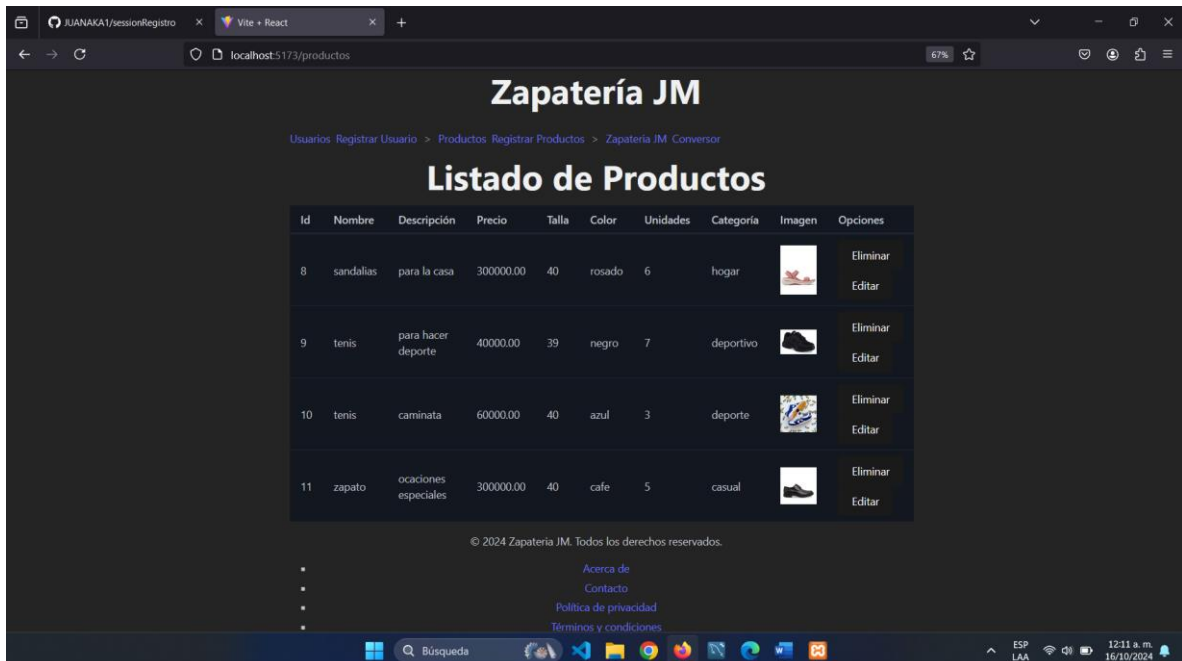 JUANAKA1/sessionRegistro
Vite + React
localhost:5173/productos
67%
Zapatería JM
Usuarios Registrar Usuario > Productos Registrar Productos > Zapateria JM Conversor
Listado de Productos
Id Nombre Descripción Precio Talla Color Unidades Categoría Imagen Opciones
8 sandalias para la casa 300000.00 40 rosado 6 hogar
Eliminar
Editar
9 tenis para hacer deporte 40000.00 39 negro 7 deportivo
Eliminar
Editar
10 tenis caminata 60000.00 40 azul 3 deporte
Eliminar
Editar
11 zapato ocaciones especiales 300000.00 40 cafe 5 casual
Eliminar
Editar
© 2024 Zapateria JM. Todos los derechos reservados.
Acerca de
Contacto
Política de privacidad
Términos y condiciones
Búsqueda
ESP
LAA
12:11 a. m.
16/10/2024